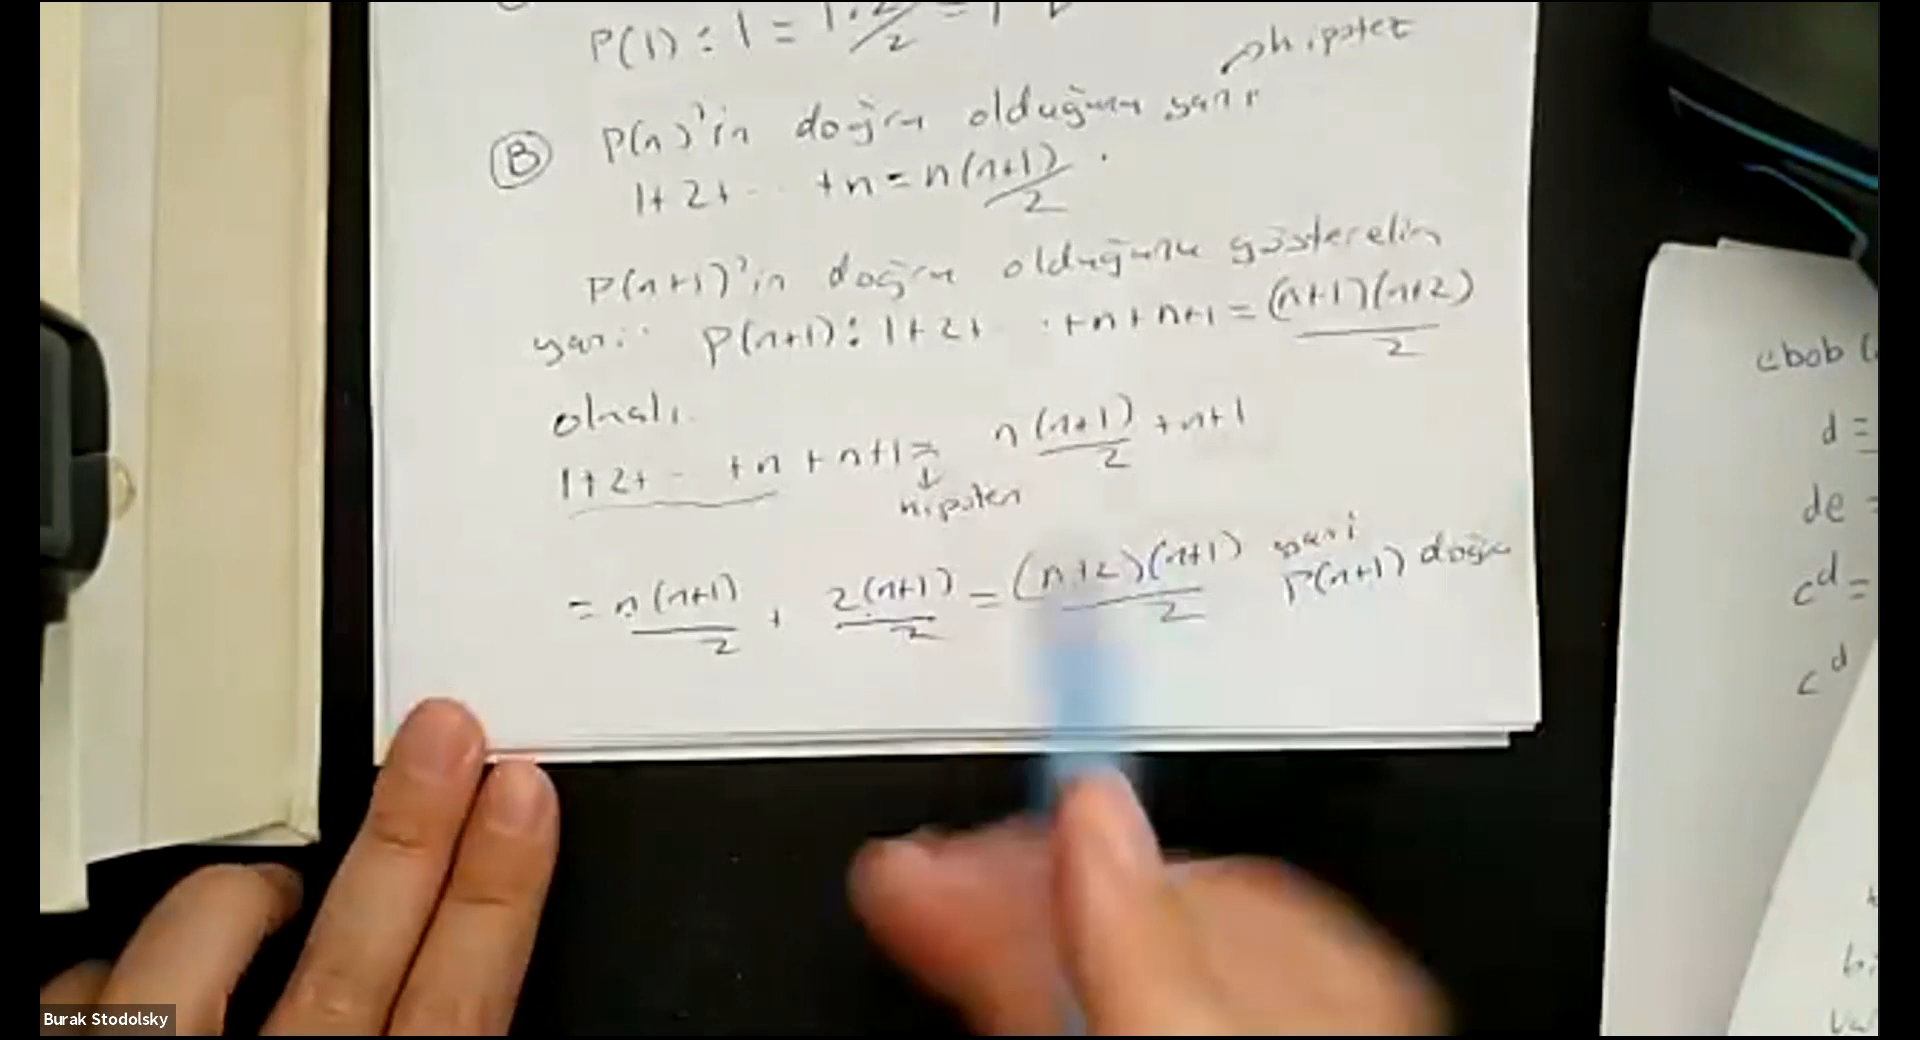 P(1) : 1 = 1.2/2 = 1 ✓
→ hipotez
Ⓑ P(n)'in doğru olduğunu yani
1+2+ ... +n = n(n+1)/2 .
P(n+1)'in doğru olduğunu gösterelim
yani: P(n+1) : 1+2+ ... +n+n+1 = (n+1)(n+2)/2
olmalı.
1+2+ ... +n + n+1 = n(n+1)/2 + n+1
↓
hipotez
= n(n+1)/2 + 2(n+1)/2 = (n+2)(n+1)/2 yani
P(n+1) doğru
ebob (
d =
de =
c^d =
c^d
Burak Stodolsky